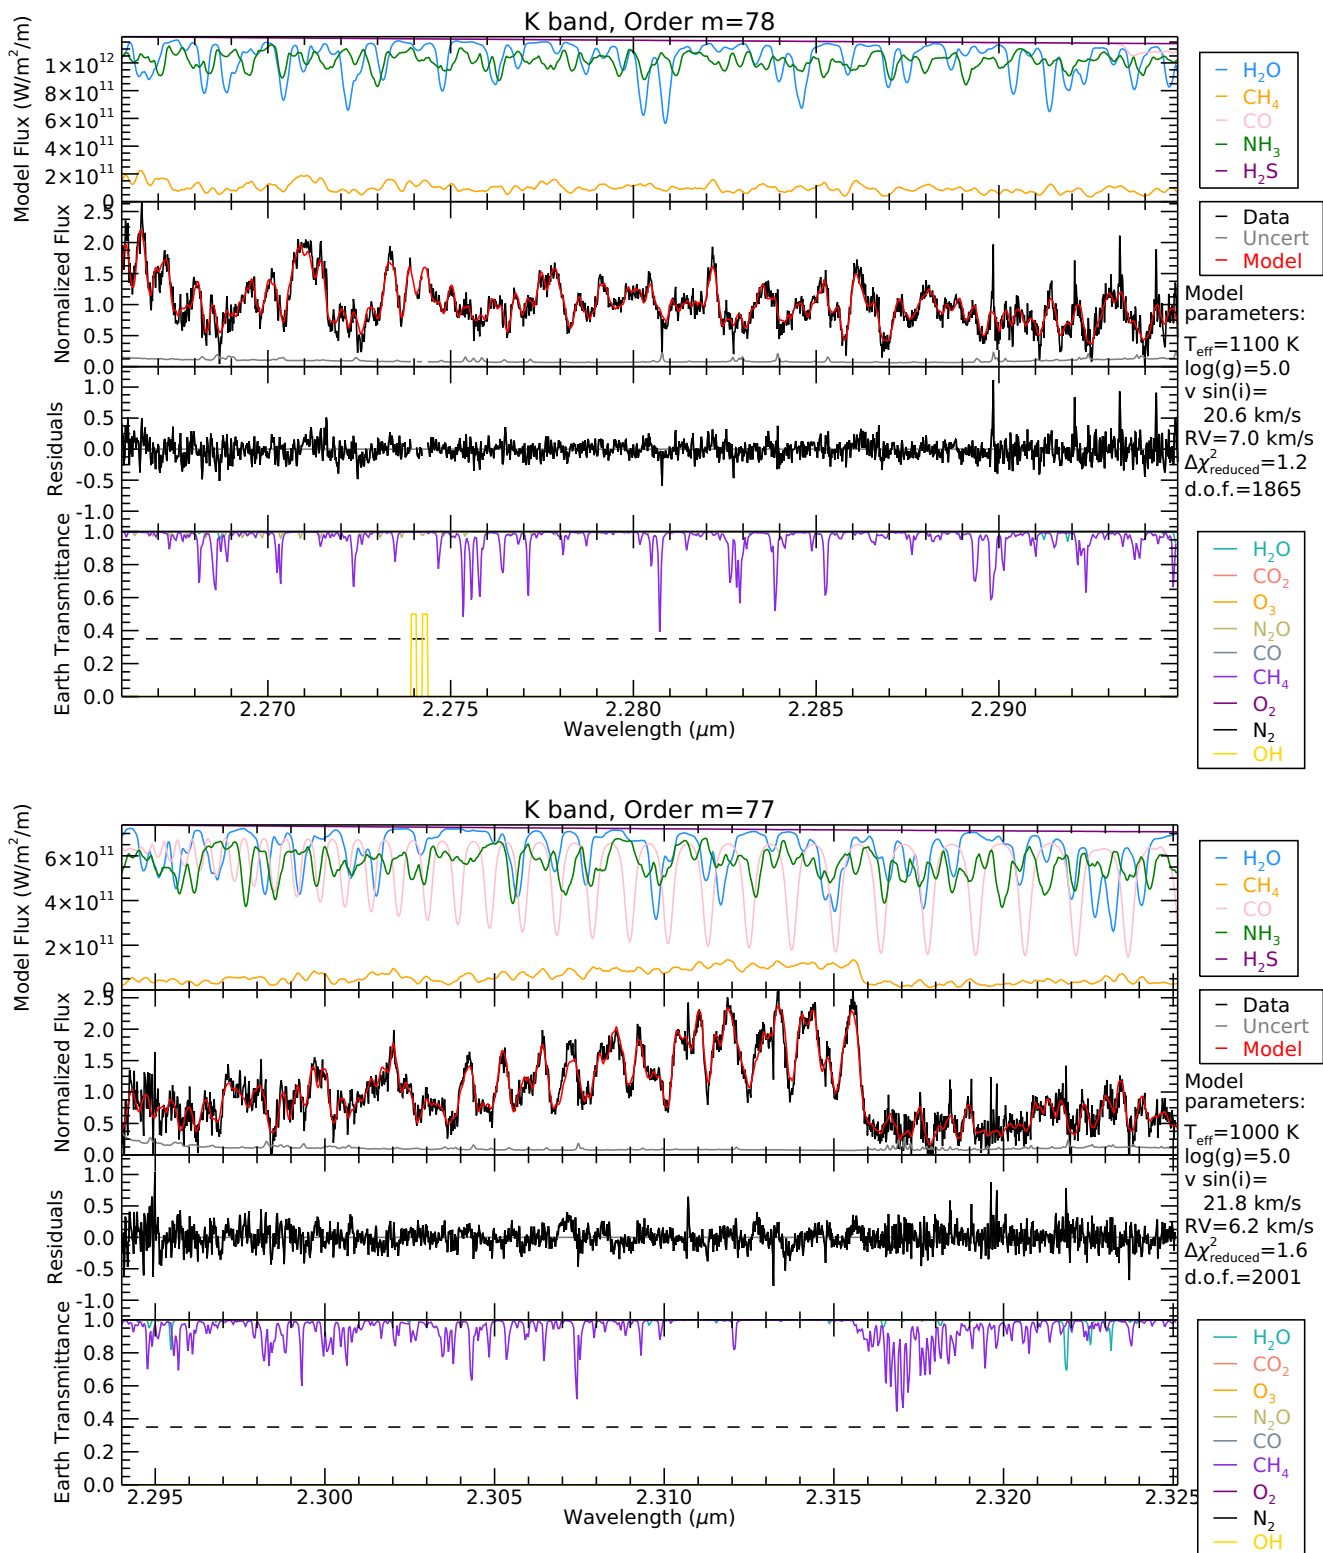 K band, Order m=78
Model Flux (W/m²/m)
1×10¹²
8×10¹¹
6×10¹¹
4×10¹¹
2×10¹¹
0
H₂O
CH₄
CO
NH₃
H₂S
Normalized Flux
2.5
2.0
1.5
1.0
0.5
0.0
Data
Uncert
Model
Model
parameters:
T_eff=1100 K
log(g)=5.0
v sin(i)=
20.6 km/s
RV=7.0 km/s
Δχ²_reduced=1.2
d.o.f.=1865
Residuals
1.0
0.5
0.0
-0.5
-1.0
Earth Transmittance
1.0
0.8
0.6
0.4
0.2
0.0
H₂O
CO₂
O₃
N₂O
CO
CH₄
O₂
N₂
OH
2.270 2.275 2.280 2.285 2.290
Wavelength (μm)
K band, Order m=77
Model Flux (W/m²/m)
6×10¹¹
4×10¹¹
2×10¹¹
0
H₂O
CH₄
CO
NH₃
H₂S
Normalized Flux
2.5
2.0
1.5
1.0
0.5
0.0
Data
Uncert
Model
Model
parameters:
T_eff=1000 K
log(g)=5.0
v sin(i)=
21.8 km/s
RV=6.2 km/s
Δχ²_reduced=1.6
d.o.f.=2001
Residuals
1.0
0.5
0.0
-0.5
-1.0
Earth Transmittance
1.0
0.8
0.6
0.4
0.2
0.0
H₂O
CO₂
O₃
N₂O
CO
CH₄
O₂
N₂
OH
2.295 2.300 2.305 2.310 2.315 2.320 2.325
Wavelength (μm)